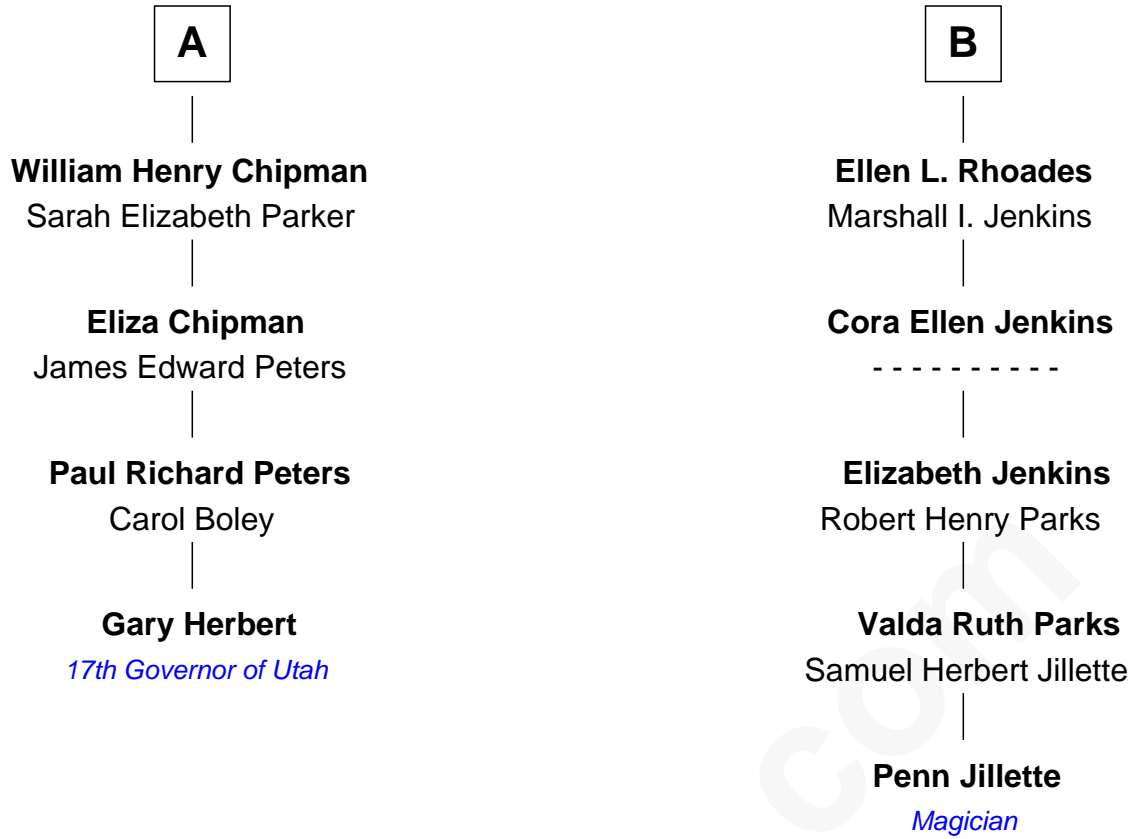 A
William Henry Chipman
Sarah Elizabeth Parker
Eliza Chipman
James Edward Peters
Paul Richard Peters
Carol Boley
Gary Herbert
17th Governor of Utah
B
Ellen L. Rhoades
Marshall I. Jenkins
Cora Ellen Jenkins
- - - - - - - - - -
Elizabeth Jenkins
Robert Henry Parks
Valda Ruth Parks
Samuel Herbert Jillette
Penn Jillette
Magician
com